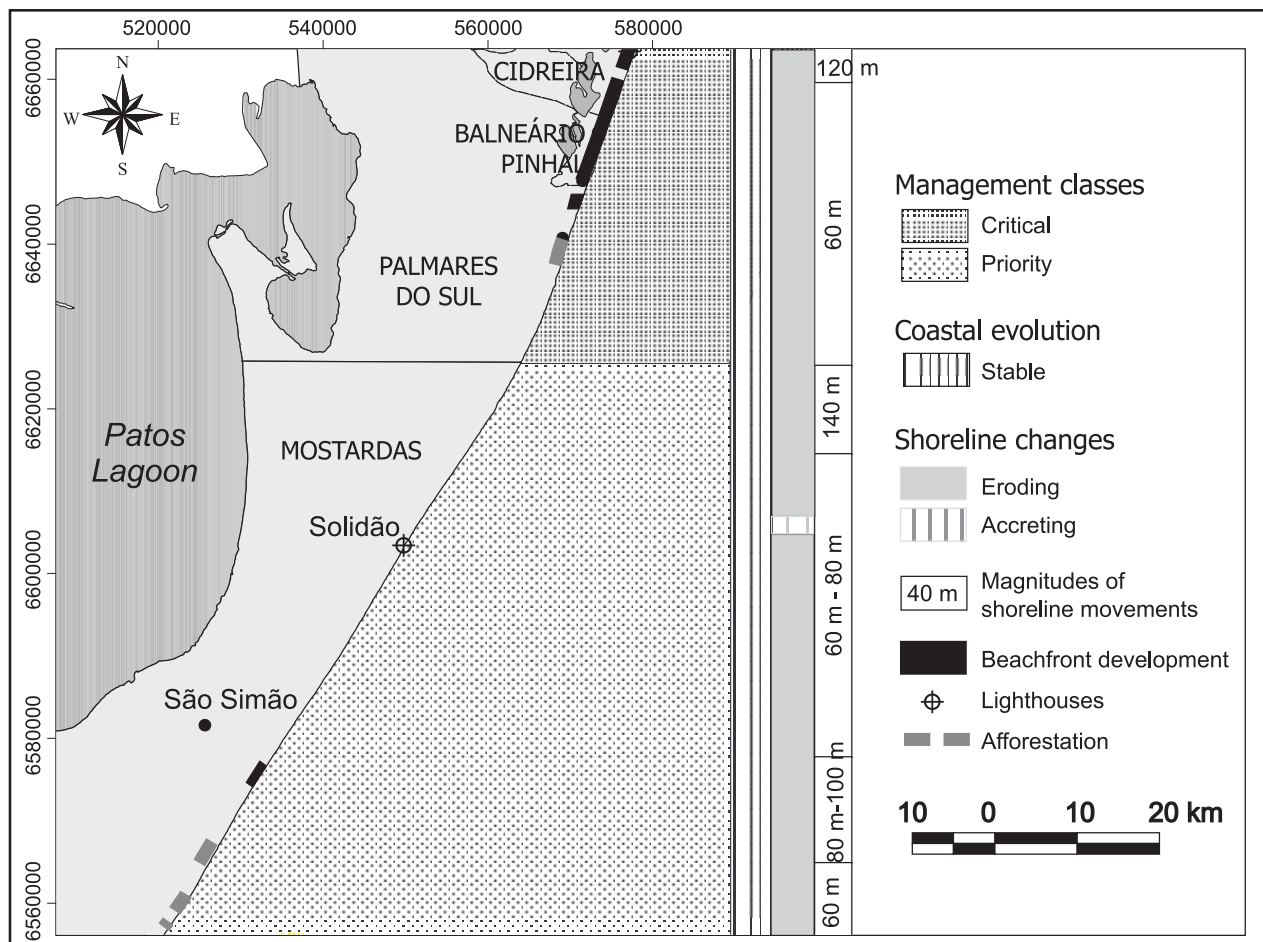 520000
540000
560000
580000
6660000
6640000
6620000
6600000
6580000
6560000
N
W
E
S
CIDREIRA
BALNEÁRIO
PINHAL
PALMARES
DO SUL
MOSTARDAS
Patos
Lagoon
Solidão
São Simão
120 m
60 m
140 m
60 m - 80 m
80 m-100 m
60 m
Management classes
Critical
Priority
Coastal evolution
Stable
Shoreline changes
Eroding
Accreting
40 m
Magnitudes of
shoreline movements
Beachfront development
Lighthouses
Afforestation
10 0 10 20 km